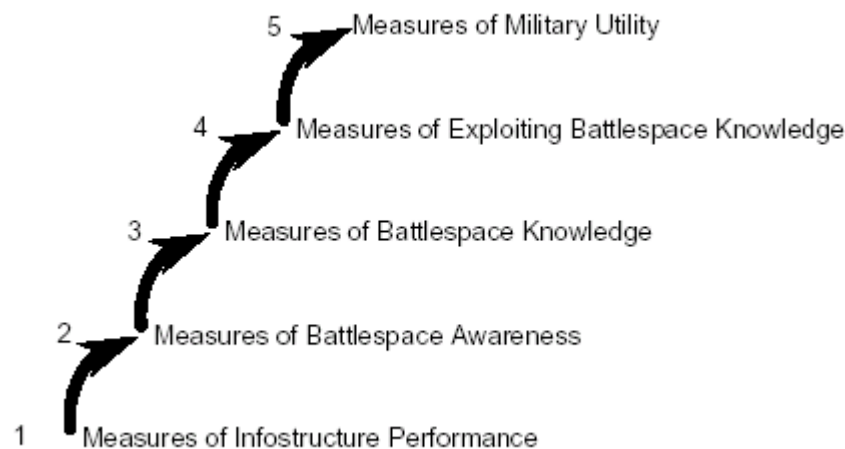 5 Measures of Military Utility
4 Measures of Exploiting Battlespace Knowledge
3 Measures of Battlespace Knowledge
2 Measures of Battlespace Awareness
1 Measures of Infostructure Performance